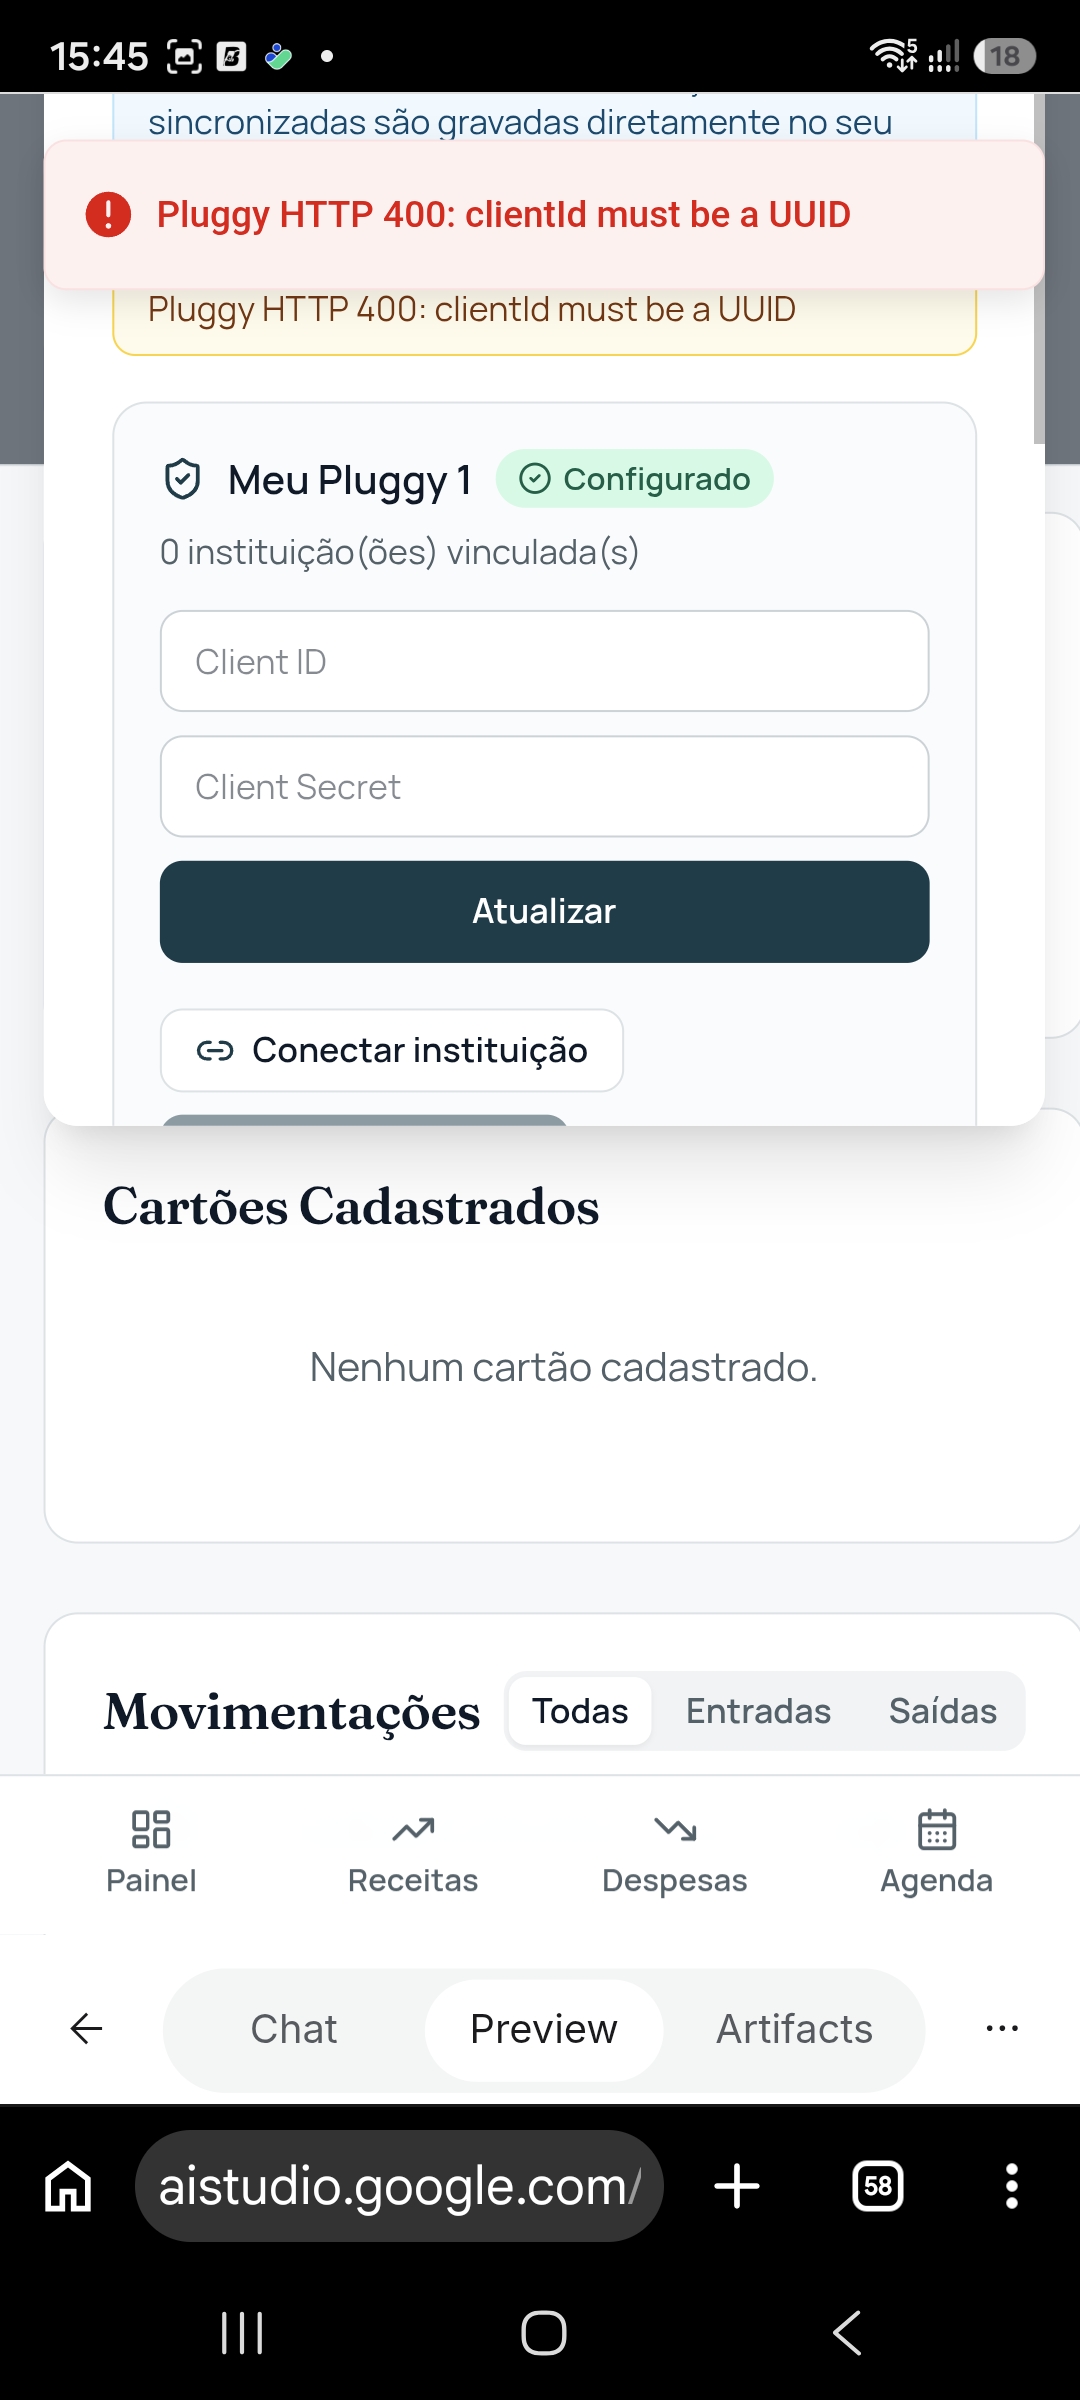 15:45
5
18
sincronizadas são gravadas diretamente no seu
Pluggy HTTP 400: clientId must be a UUID
Pluggy HTTP 400: clientId must be a UUID
Meu Pluggy 1
Configurado
0 instituição(ões) vinculada(s)
Client ID
Client Secret
Atualizar
Conectar instituição
Cartões Cadastrados
Nenhum cartão cadastrado.
Movimentações
Todas
Entradas
Saídas
Painel
Receitas
Despesas
Agenda
Chat
Preview
Artifacts
aistudio.google.com/
58